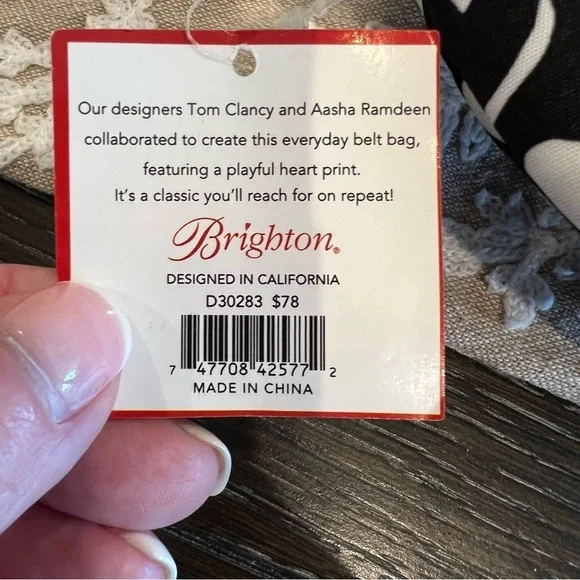 Our designers Tom Clancy and Aasha Ramdeen
collaborated to create this everyday belt bag,
featuring a playful heart print.
It's a classic you'll reach for on repeat!
Brighton®
DESIGNED IN CALIFORNIA
D30283 $78
7 47708 42577 2
MADE IN CHINA